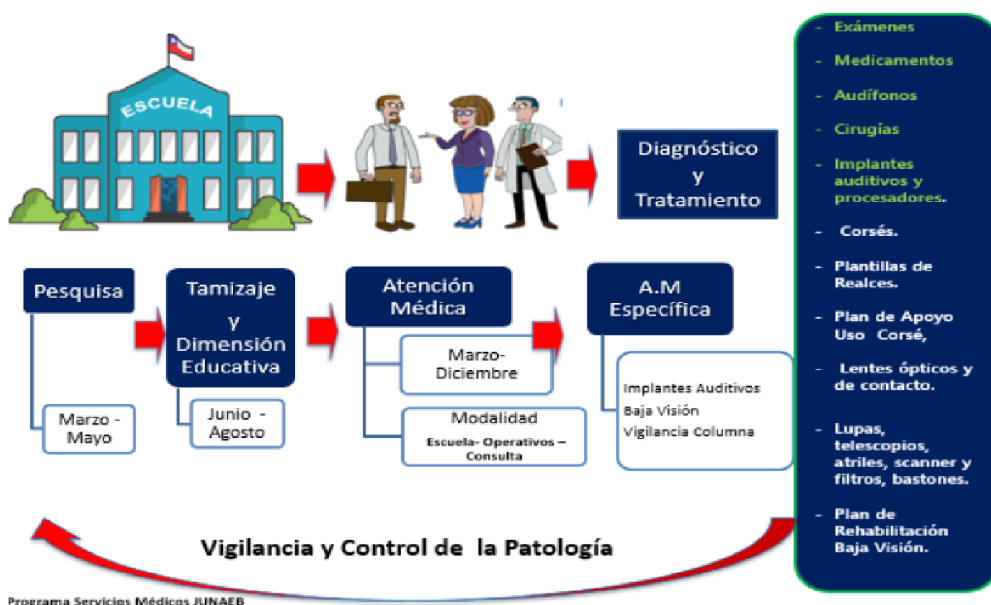 ESCUELA
Diagnóstico
y
Tratamiento
Pesquisa
Marzo -
Mayo
Tamizaje
y
Dimensión
Educativa
Junio -
Agosto
Atención
Médica
Marzo-
Diciembre
Modalidad
Escuela- Operativos –
Consulta
A.M
Específica
Implantes Auditivos
Baja Visión
Vigilancia Columna
- Exámenes
- Medicamentos
- Audífonos
- Cirugías
- Implantes
auditivos y
procesadores.
- Corsés.
- Plantillas de
Realces.
- Plan de Apoyo
Uso Corsé,
- Lentes ópticos y
de contacto.
- Lupas,
telescopios,
atriles, scanner y
filtros, bastones.
- Plan de
Rehabilitación
Baja Visión.
Vigilancia y Control de la Patología
Programa Servicios Médicos JUNAEB